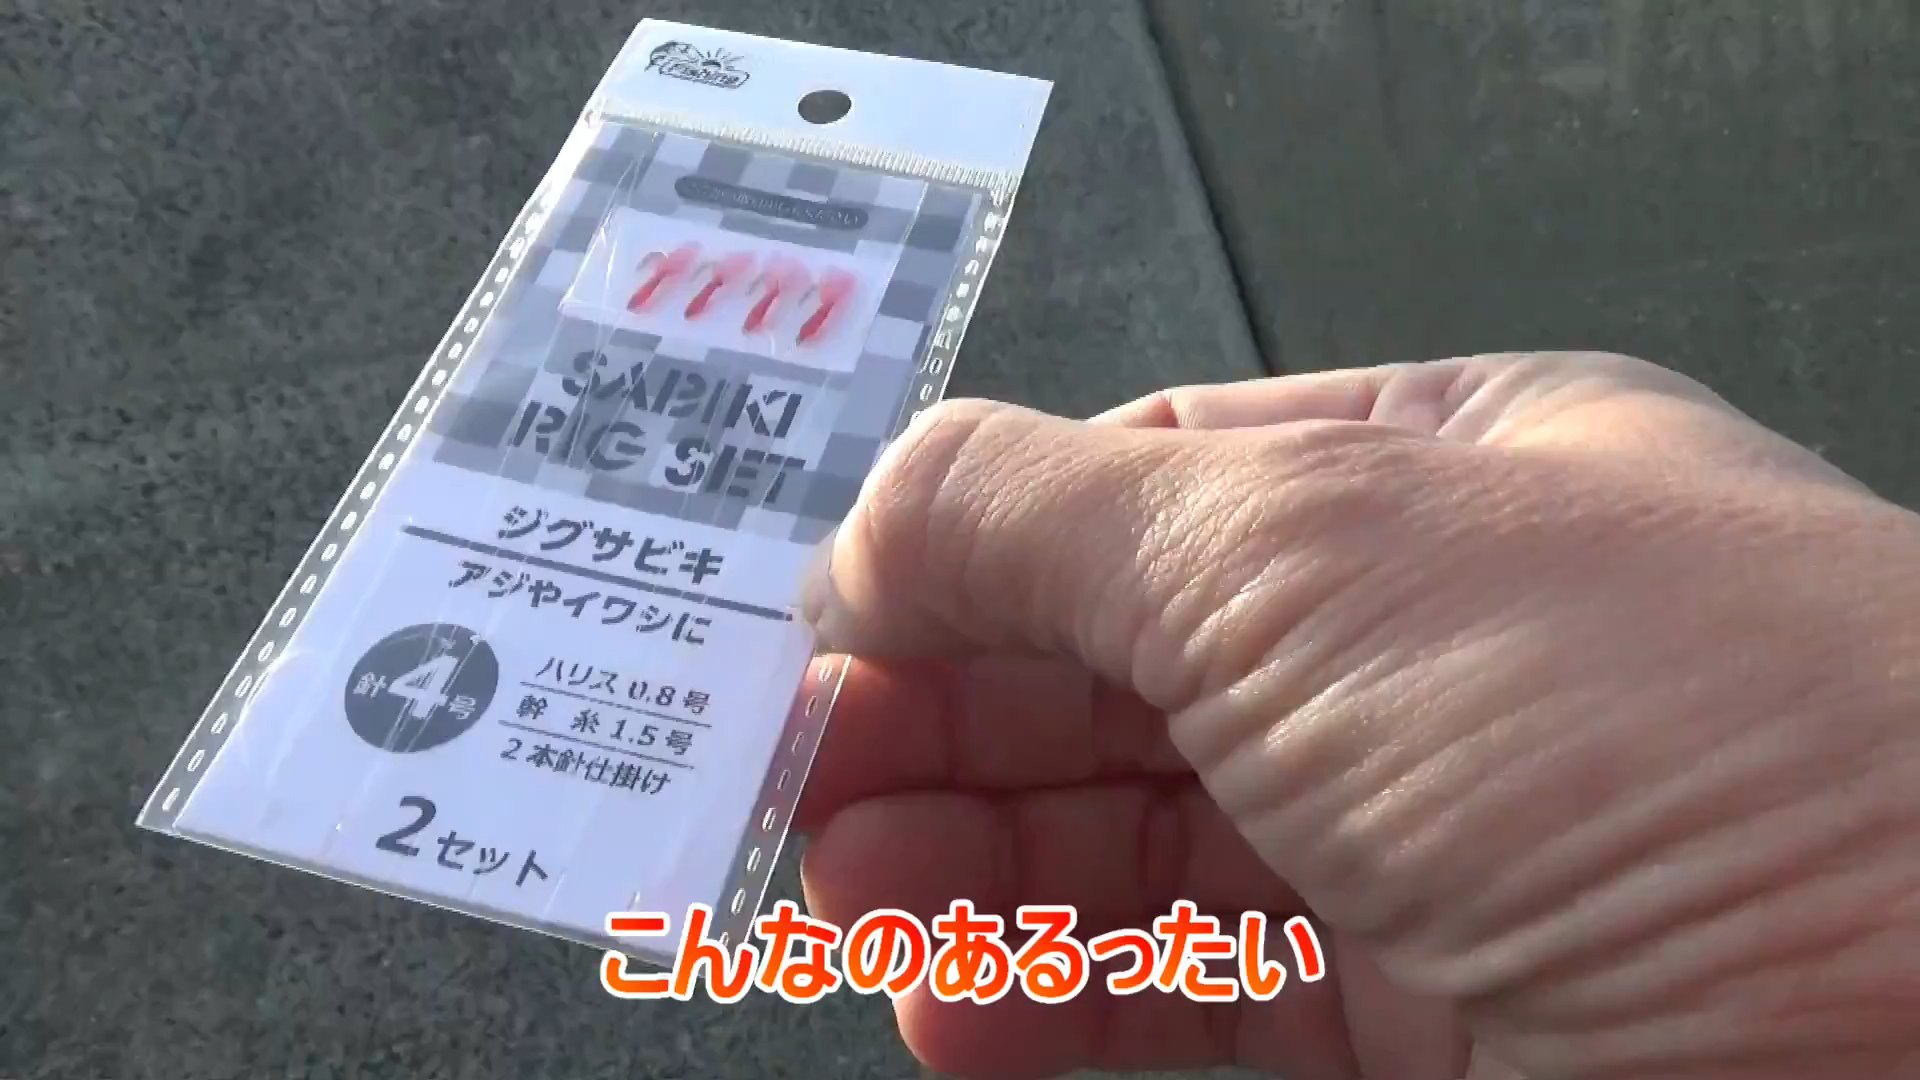 Fishing
SABIKI
RIG SET
ジグサビキ
アジやイワシに
針4号
ハリス 0.8号
幹 糸 1.5号
2本針仕掛け
2セット
こんなのあるったい